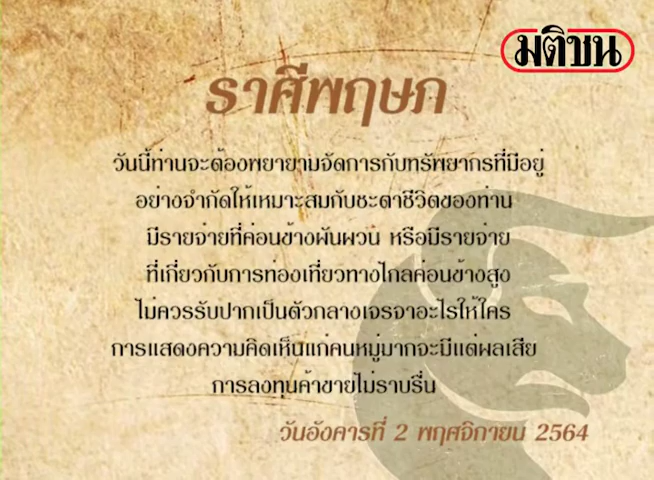 มติชน
ราศีพฤษภ
วันนี้ท่านจะต้องพยายามจัดการกับทรัพยากรที่มีอยู่
อย่างจำกัดให้เหมาะสมกับชะตาชีวิตของท่าน
มีรายจ่ายที่ค่อนข้างผันผวน หรือมีรายจ่าย
ที่เกี่ยวกับการท่องเที่ยวทางไกลค่อนข้างสูง
ไม่ควรรับปากเป็นตัวกลางเจรจาอะไรให้ใคร
การแสดงความคิดเห็นแก่คนหมู่มากจะมีแต่ผลเสีย
การลงทุนค้าขายไม่ราบรื่น
วันอังคารที่ 2 พฤศจิกายน 2564